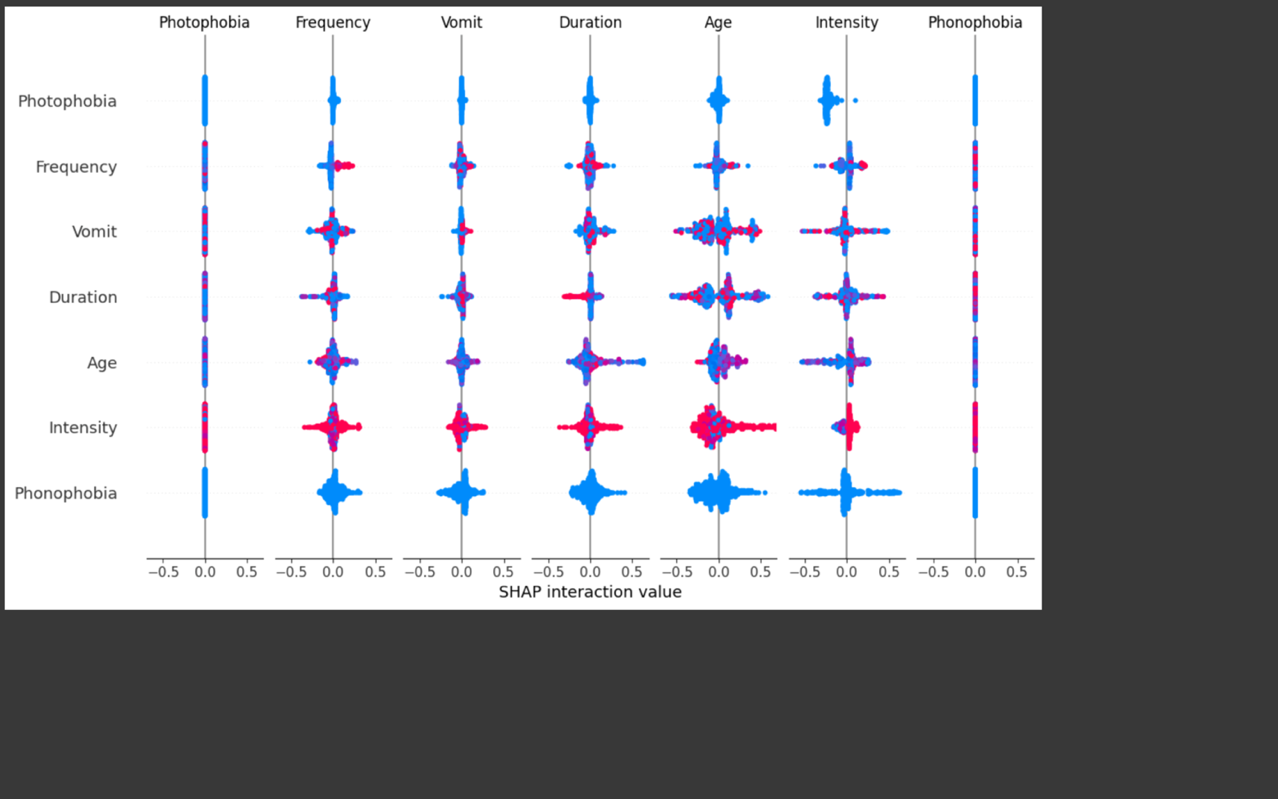 Photophobia Frequency Vomit Duration Age Intensity Phonophobia
Photophobia
Frequency
Vomit
Duration
Age
Intensity
Phonophobia
−0.5 0.0 0.5 −0.5 0.0 0.5 −0.5 0.0 0.5 −0.5 0.0 0.5 −0.5 0.0 0.5 −0.5 0.0 0.5 −0.5 0.0 0.5
SHAP interaction value